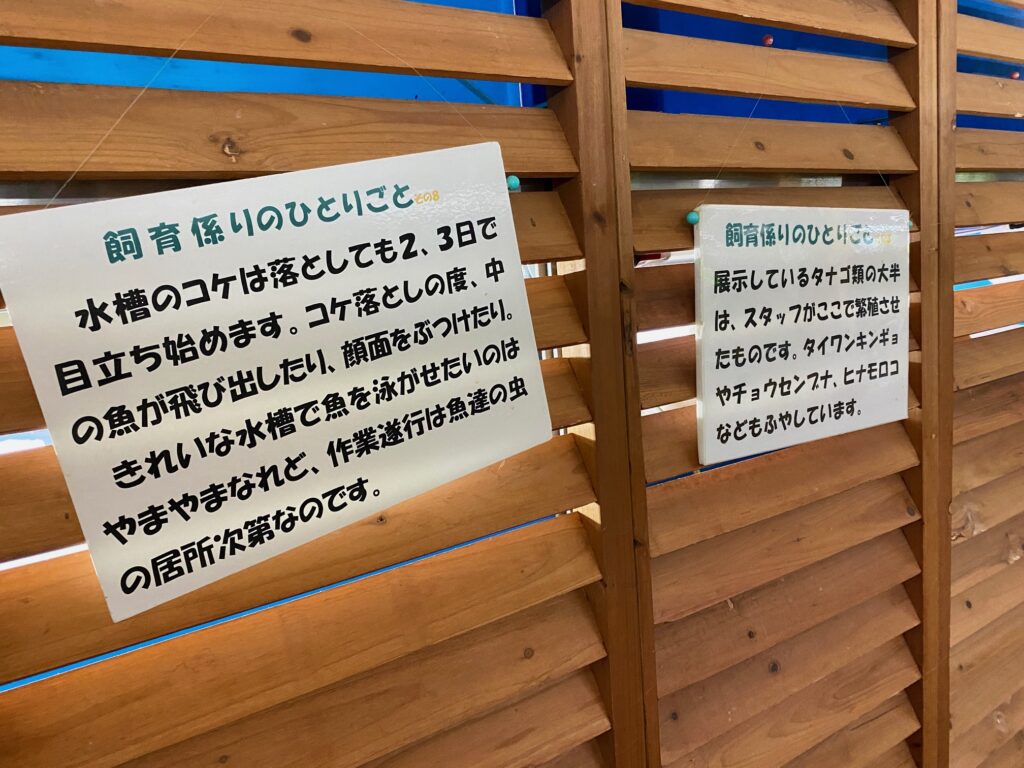 飼育係りのひとりごと その8
水槽のコケは落としても2、3日で
目立ち始めます。コケ落としの度、中
の魚が飛び出したり、顔面をぶつけたり。
きれいな水槽で魚を泳がせたいのは
やまやまなれど、作業遂行は魚達の虫
の居所次第なのです。
飼育係りのひとりごと
展示しているタナゴ類の大半
は、スタッフがここで繁殖させ
たものです。タイワンキンギョ
やチョウセンブナ、ヒナモロコ
などもふやしています。